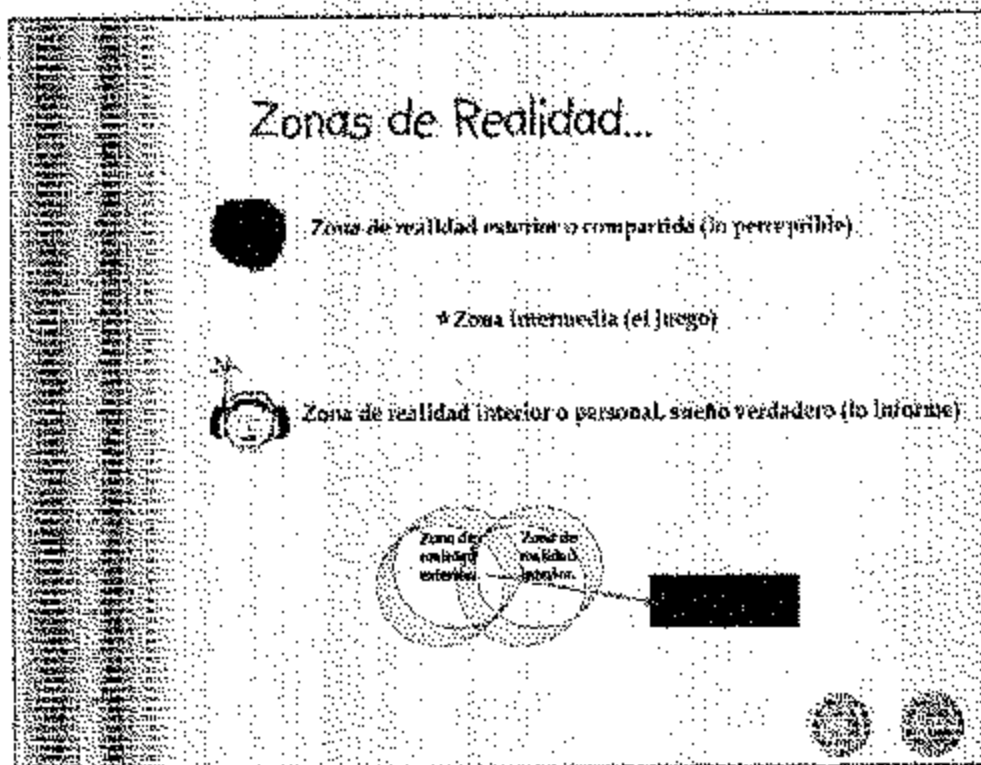 Zonas de Realidad...
Zona de realidad exterior o compartida (lo perceptible).
☆Zona intermedia (el juego)
Zona de realidad interior o personal, sueño verdadero (lo informe)
Zona de
realidad
exterior.
Zona de
realidad
interior.